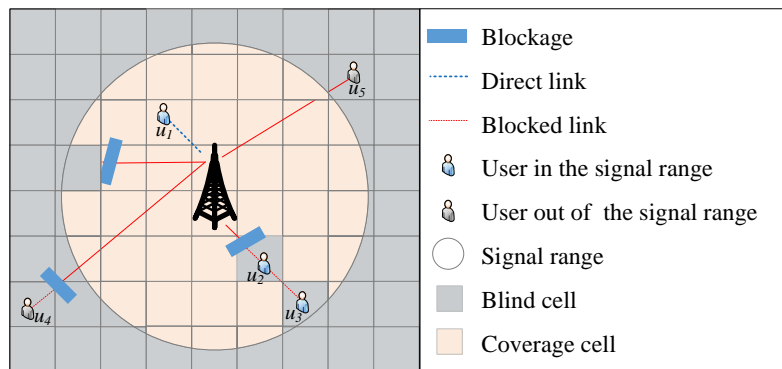 u5
u1
u2
u3
u4
Blockage
Direct link
Blocked link
User in the signal range
User out of the signal range
Signal range
Blind cell
Coverage cell